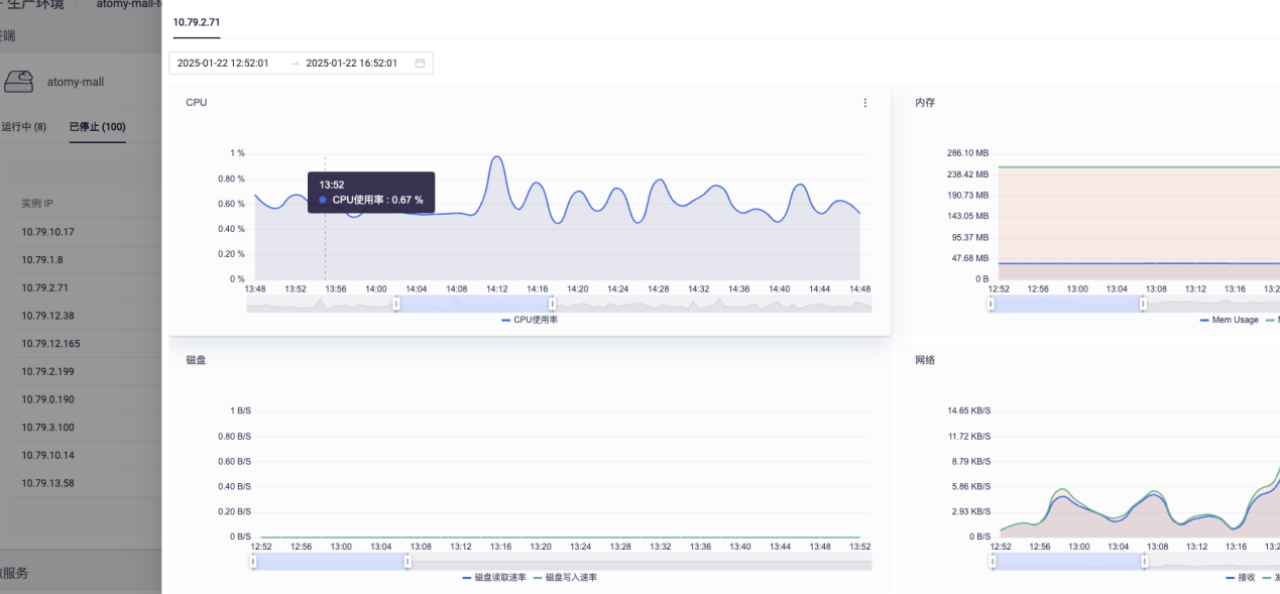 生产环境
atomy-mall-f
端
atomy-mall
运行中 (8)
已停止 (100)
实例 IP
10.79.10.17
10.79.1.8
10.79.2.71
10.79.12.38
10.79.12.165
10.79.2.199
10.79.0.190
10.79.3.100
10.79.10.14
10.79.13.58
服务
10.79.2.71
2025-01-22 12:52:01 → 2025-01-22 16:52:01
CPU
1 %
0.80 %
0.60 %
0.40 %
0.20 %
0 %
13:52
CPU使用率 : 0.67 %
13:48 13:52 13:56 14:00 14:04 14:08 14:12 14:16 14:20 14:24 14:28 14:32 14:36 14:40 14:44 14:48
CPU使用率
内存
286.10 MB
238.42 MB
190.73 MB
143.05 MB
95.37 MB
47.68 MB
0 B
12:52 12:56 13:00 13:04 13:08 13:12 13:16 13:2
Mem Usage
磁盘
1 B/S
0.80 B/S
0.60 B/S
0.40 B/S
0.20 B/S
0 B/S
12:52 12:56 13:00 13:04 13:08 13:12 13:16 13:20 13:24 13:28 13:32 13:36 13:40 13:44 13:48 13:52
磁盘读取速率 磁盘写入速率
网络
14.65 KB/S
11.72 KB/S
8.79 KB/S
5.86 KB/S
2.93 KB/S
0 B/S
12:52 12:56 13:00 13:04 13:08 13:12 13:16 13:2
接收